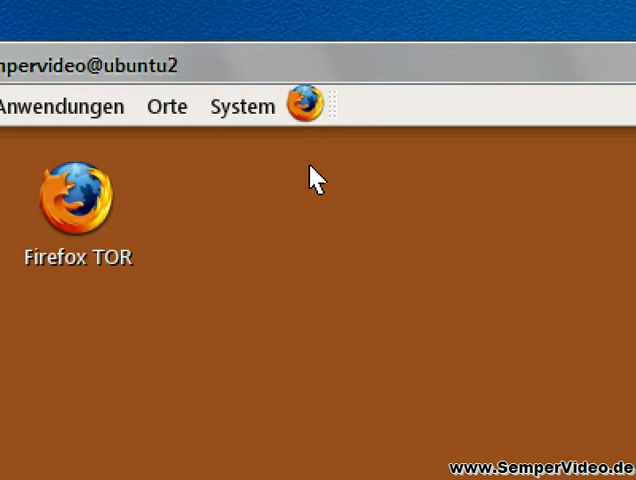 mpervideo@ubuntu2
Anwendungen Orte System
Firefox TOR
www.SemperVideo.de